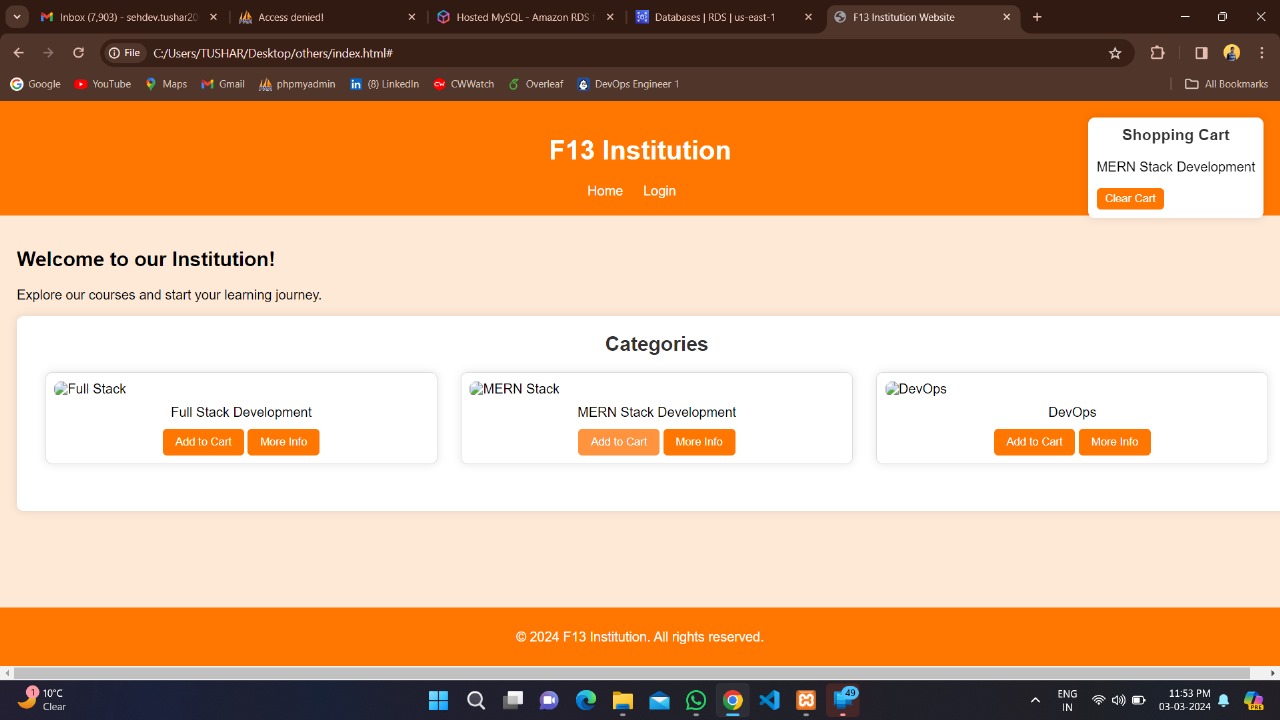 Inbox (7,903) - sehdev.tushar20
Access denied!
Hosted MySQL - Amazon RDS f
Databases | RDS | us-east-1
F13 Institution Website
File
C:/Users/TUSHAR/Desktop/others/index.html#
Google
YouTube
Maps
Gmail
phpmyadmin
(8) LinkedIn
CWWatch
Overleaf
DevOps Engineer 1
All Bookmarks
F13 Institution
Home Login
Shopping Cart
MERN Stack Development
Clear Cart
Welcome to our Institution!
Explore our courses and start your learning journey.
Categories
Full Stack
Full Stack Development
Add to Cart More Info
MERN Stack
MERN Stack Development
Add to Cart More Info
DevOps
DevOps
Add to Cart More Info
© 2024 F13 Institution. All rights reserved.
1
10°C
Clear
49
ENG
IN
11:53 PM
03-03-2024
PRE